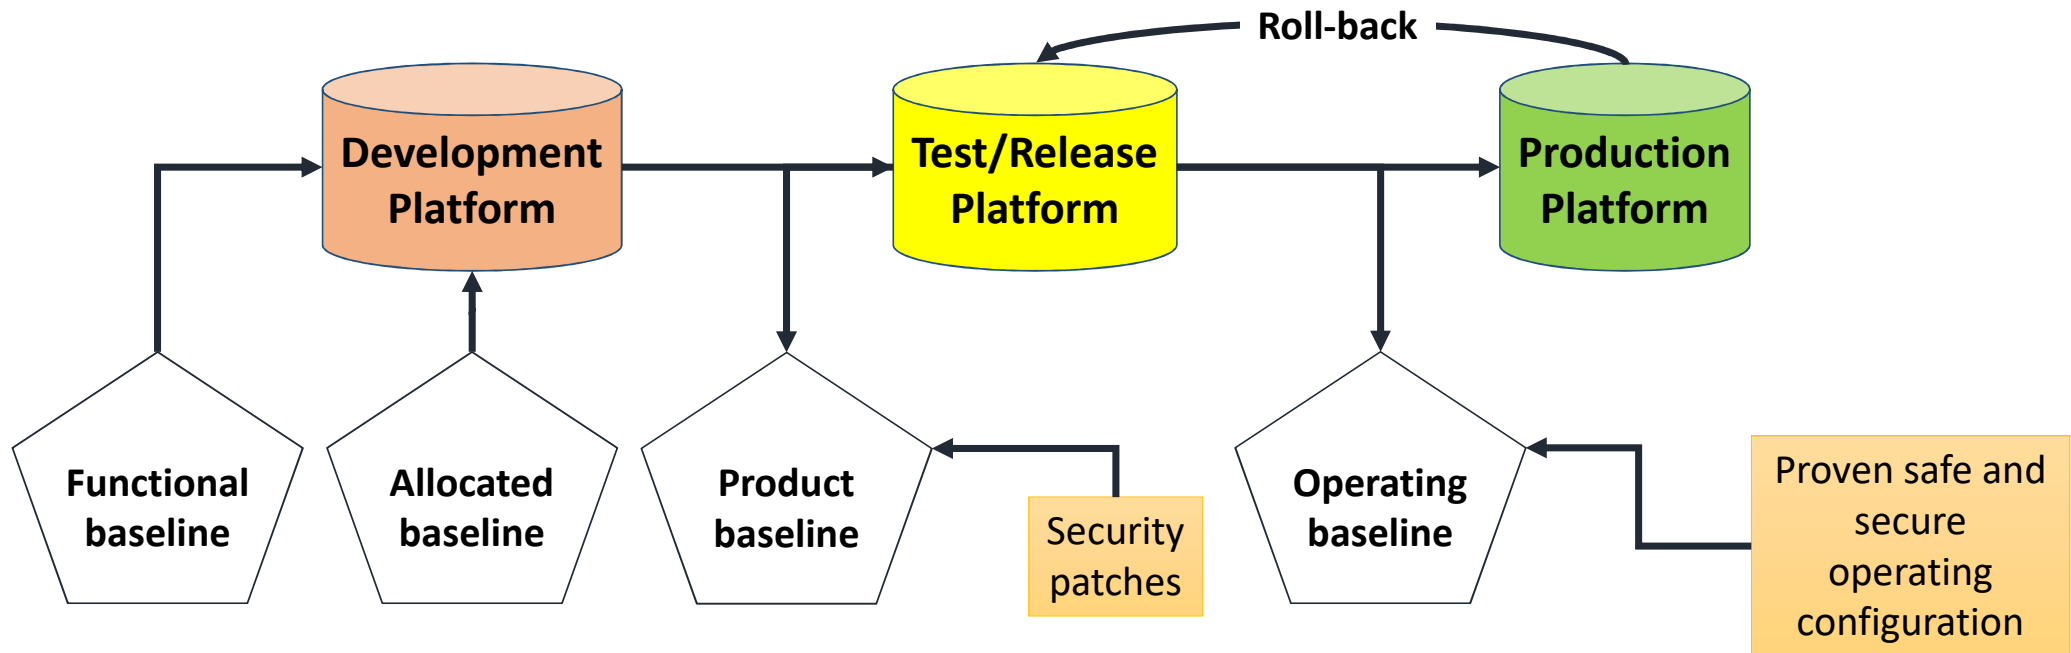 Roll-back
Development
Platform
Test/Release
Platform
Production
Platform
Functional
baseline
Allocated
baseline
Product
baseline
Security
patches
Operating
baseline
Proven safe and
secure
operating
configuration